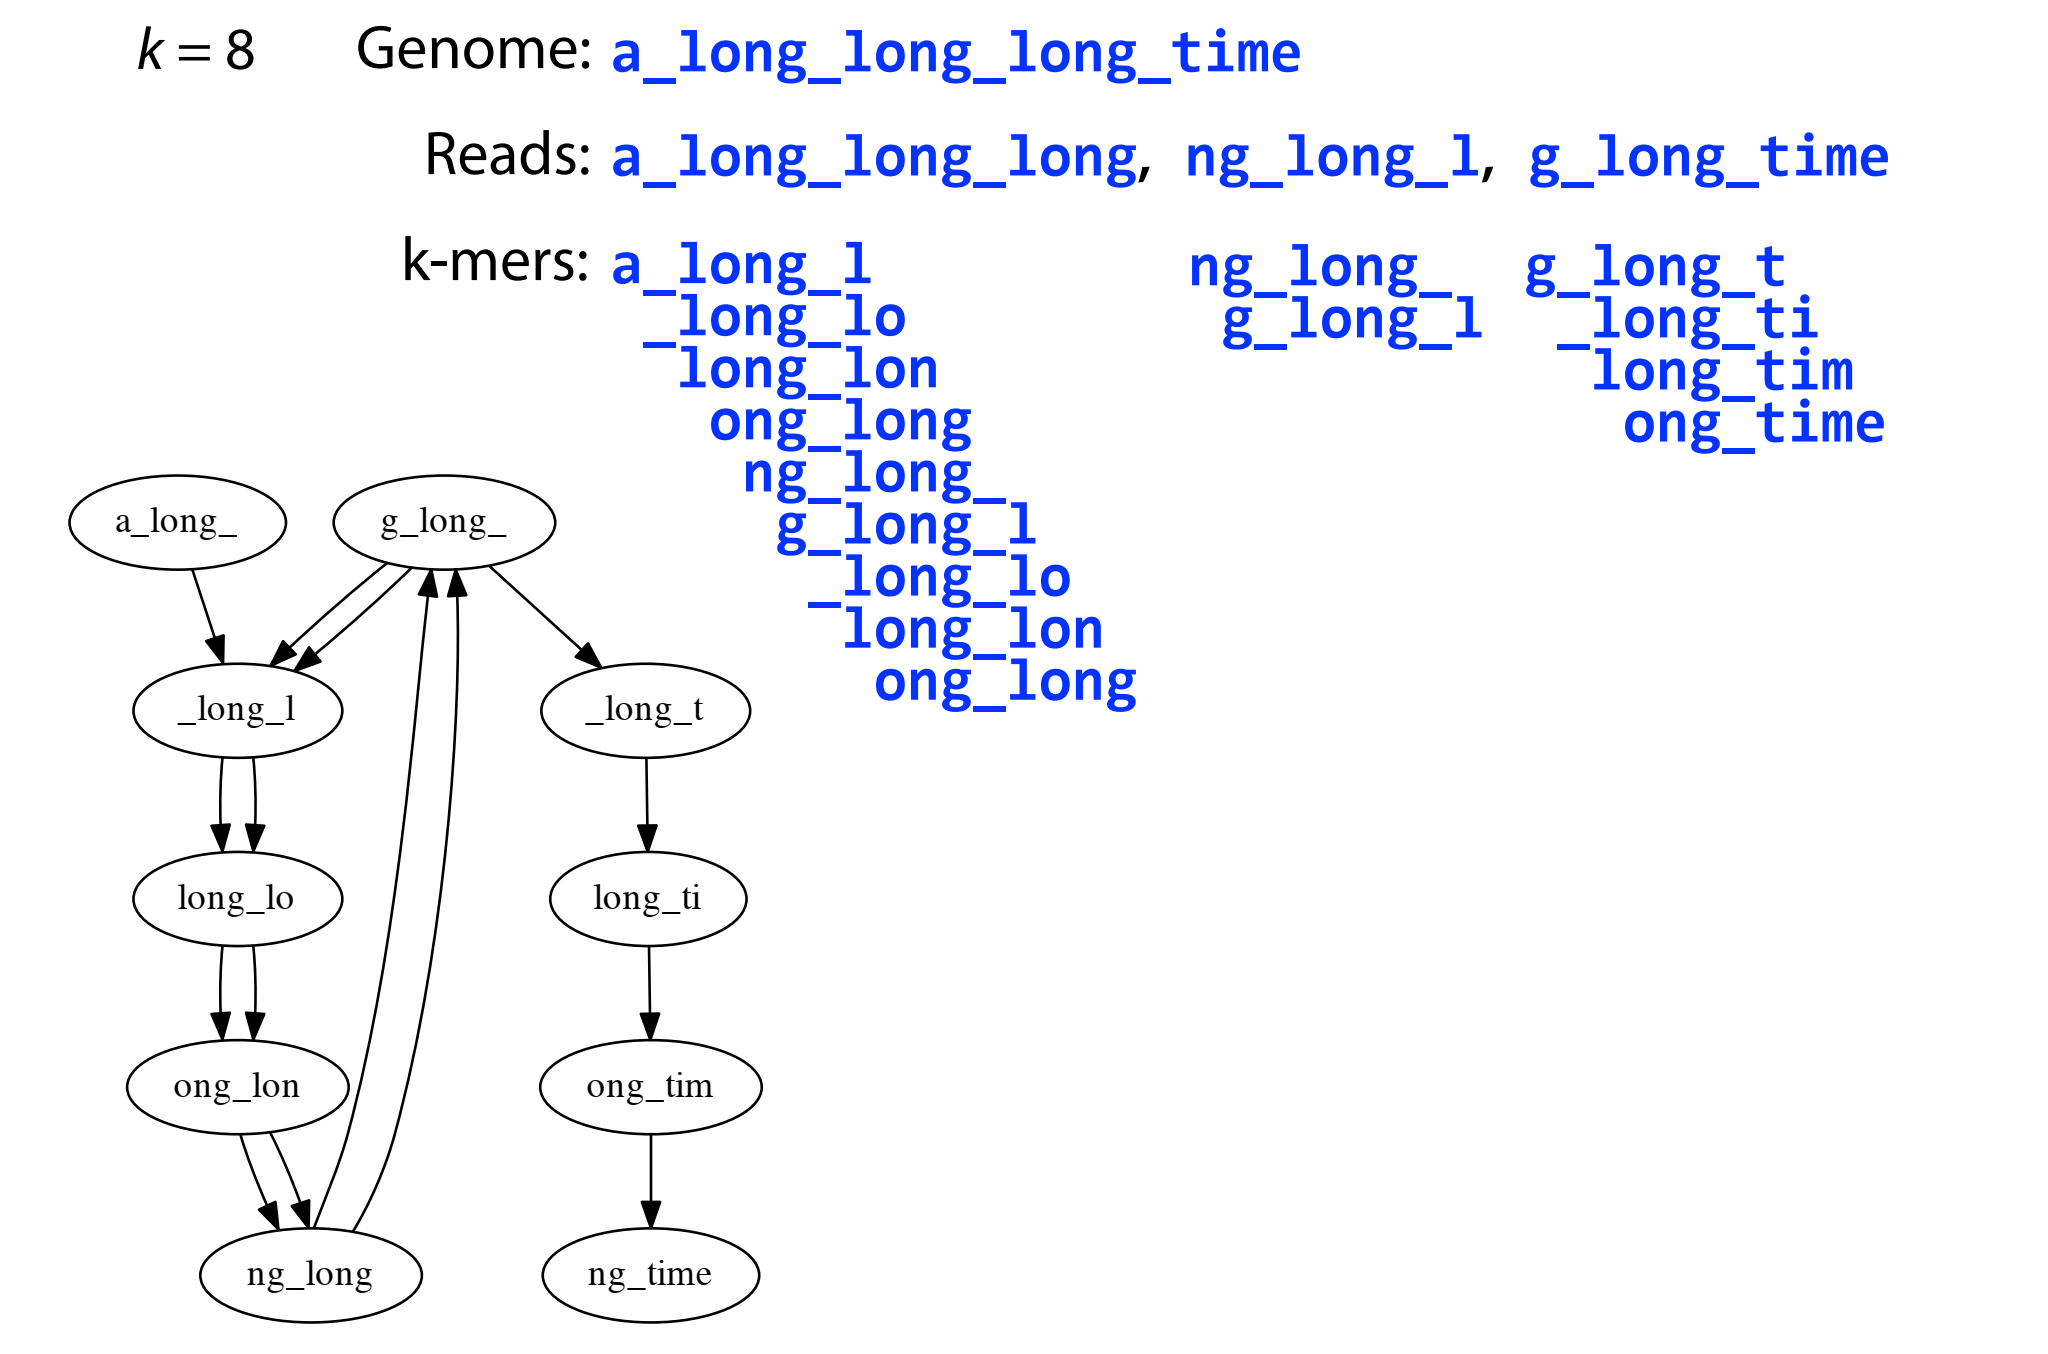 k = 8 Genome: a_long_long_long_time
Reads: a_long_long_long, ng_long_l, g_long_time
k-mers: a_long_l ng_long_ g_long_t
_long_lo g_long_l _long_ti
long_lon long_tim
ong_long ong_time
ng_long_
g_long_l
_long_lo
long_lon
ong_long
a_long_ g_long_
_long_l _long_t
long_lo long_ti
ong_lon ong_tim
ng_long ng_time